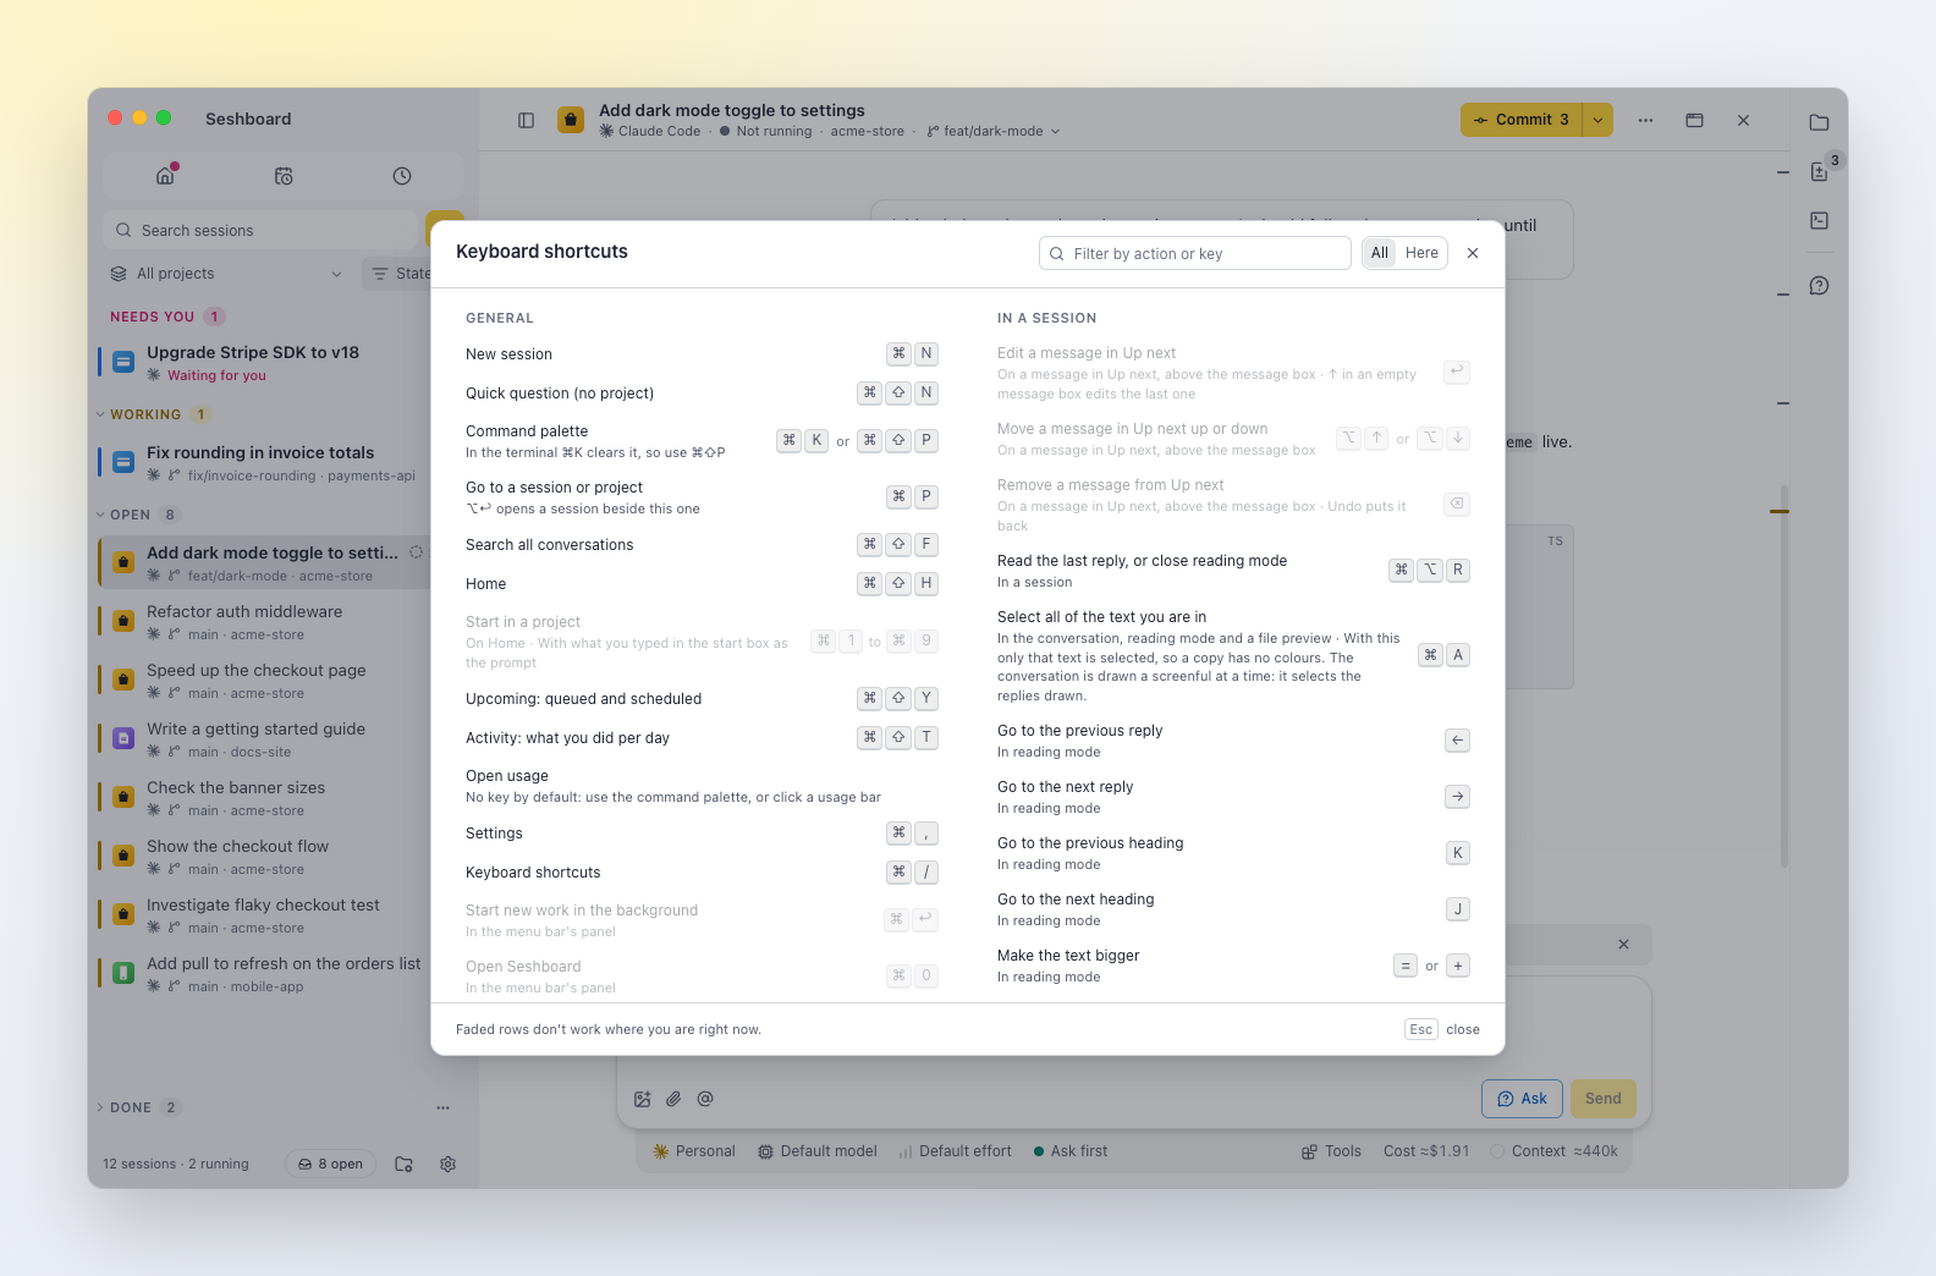 Seshboard
Search sessions
All projects
State
NEEDS YOU 1
Upgrade Stripe SDK to v18
Waiting for you
WORKING 1
Fix rounding in invoice totals
fix/invoice-rounding · payments-api
OPEN 8
Add dark mode toggle to setti...
feat/dark-mode · acme-store
Refactor auth middleware
main · acme-store
Speed up the checkout page
main · acme-store
Write a getting started guide
main · docs-site
Check the banner sizes
main · acme-store
Show the checkout flow
main · acme-store
Investigate flaky checkout test
main · acme-store
Add pull to refresh on the orders list
main · mobile-app
DONE 2
12 sessions · 2 running
8 open
Add dark mode toggle to settings
Claude Code · Not running · acme-store · feat/dark-mode
Commit 3
3
until
eme live.
TS
Keyboard shortcuts
Filter by action or key
All Here
GENERAL
New session ⌘ N
Quick question (no project) ⌘ ⇧ N
Command palette ⌘ K or ⌘ ⇧ P
In the terminal ⌘K clears it, so use ⌘⇧P
Go to a session or project ⌘ P
⌥↩ opens a session beside this one
Search all conversations ⌘ ⇧ F
Home ⌘ ⇧ H
Start in a project ⌘ 1 to ⌘ 9
On Home · With what you typed in the start box as
the prompt
Upcoming: queued and scheduled ⌘ ⇧ Y
Activity: what you did per day ⌘ ⇧ T
Open usage
No key by default: use the command palette, or click a usage bar
Settings ⌘ ,
Keyboard shortcuts ⌘ /
Start new work in the background ⌘ ↩
In the menu bar's panel
Open Seshboard ⌘ 0
In the menu bar's panel
IN A SESSION
Edit a message in Up next ↩
On a message in Up next, above the message box · ↑ in an empty
message box edits the last one
Move a message in Up next up or down ⌥ ↑ or ⌥ ↓
On a message in Up next, above the message box
Remove a message from Up next ⌫
On a message in Up next, above the message box · Undo puts it
back
Read the last reply, or close reading mode ⌘ ⌥ R
In a session
Select all of the text you are in ⌘ A
In the conversation, reading mode and a file preview · With this
only that text is selected, so a copy has no colours. The
conversation is drawn a screenful at a time: it selects the
replies drawn.
Go to the previous reply ←
In reading mode
Go to the next reply →
In reading mode
Go to the previous heading K
In reading mode
Go to the next heading J
In reading mode
Make the text bigger = or +
In reading mode
Faded rows don't work where you are right now.
Esc close
Ask
Send
Personal
Default model
Default effort
Ask first
Tools
Cost ≈$1.91
Context ≈440k